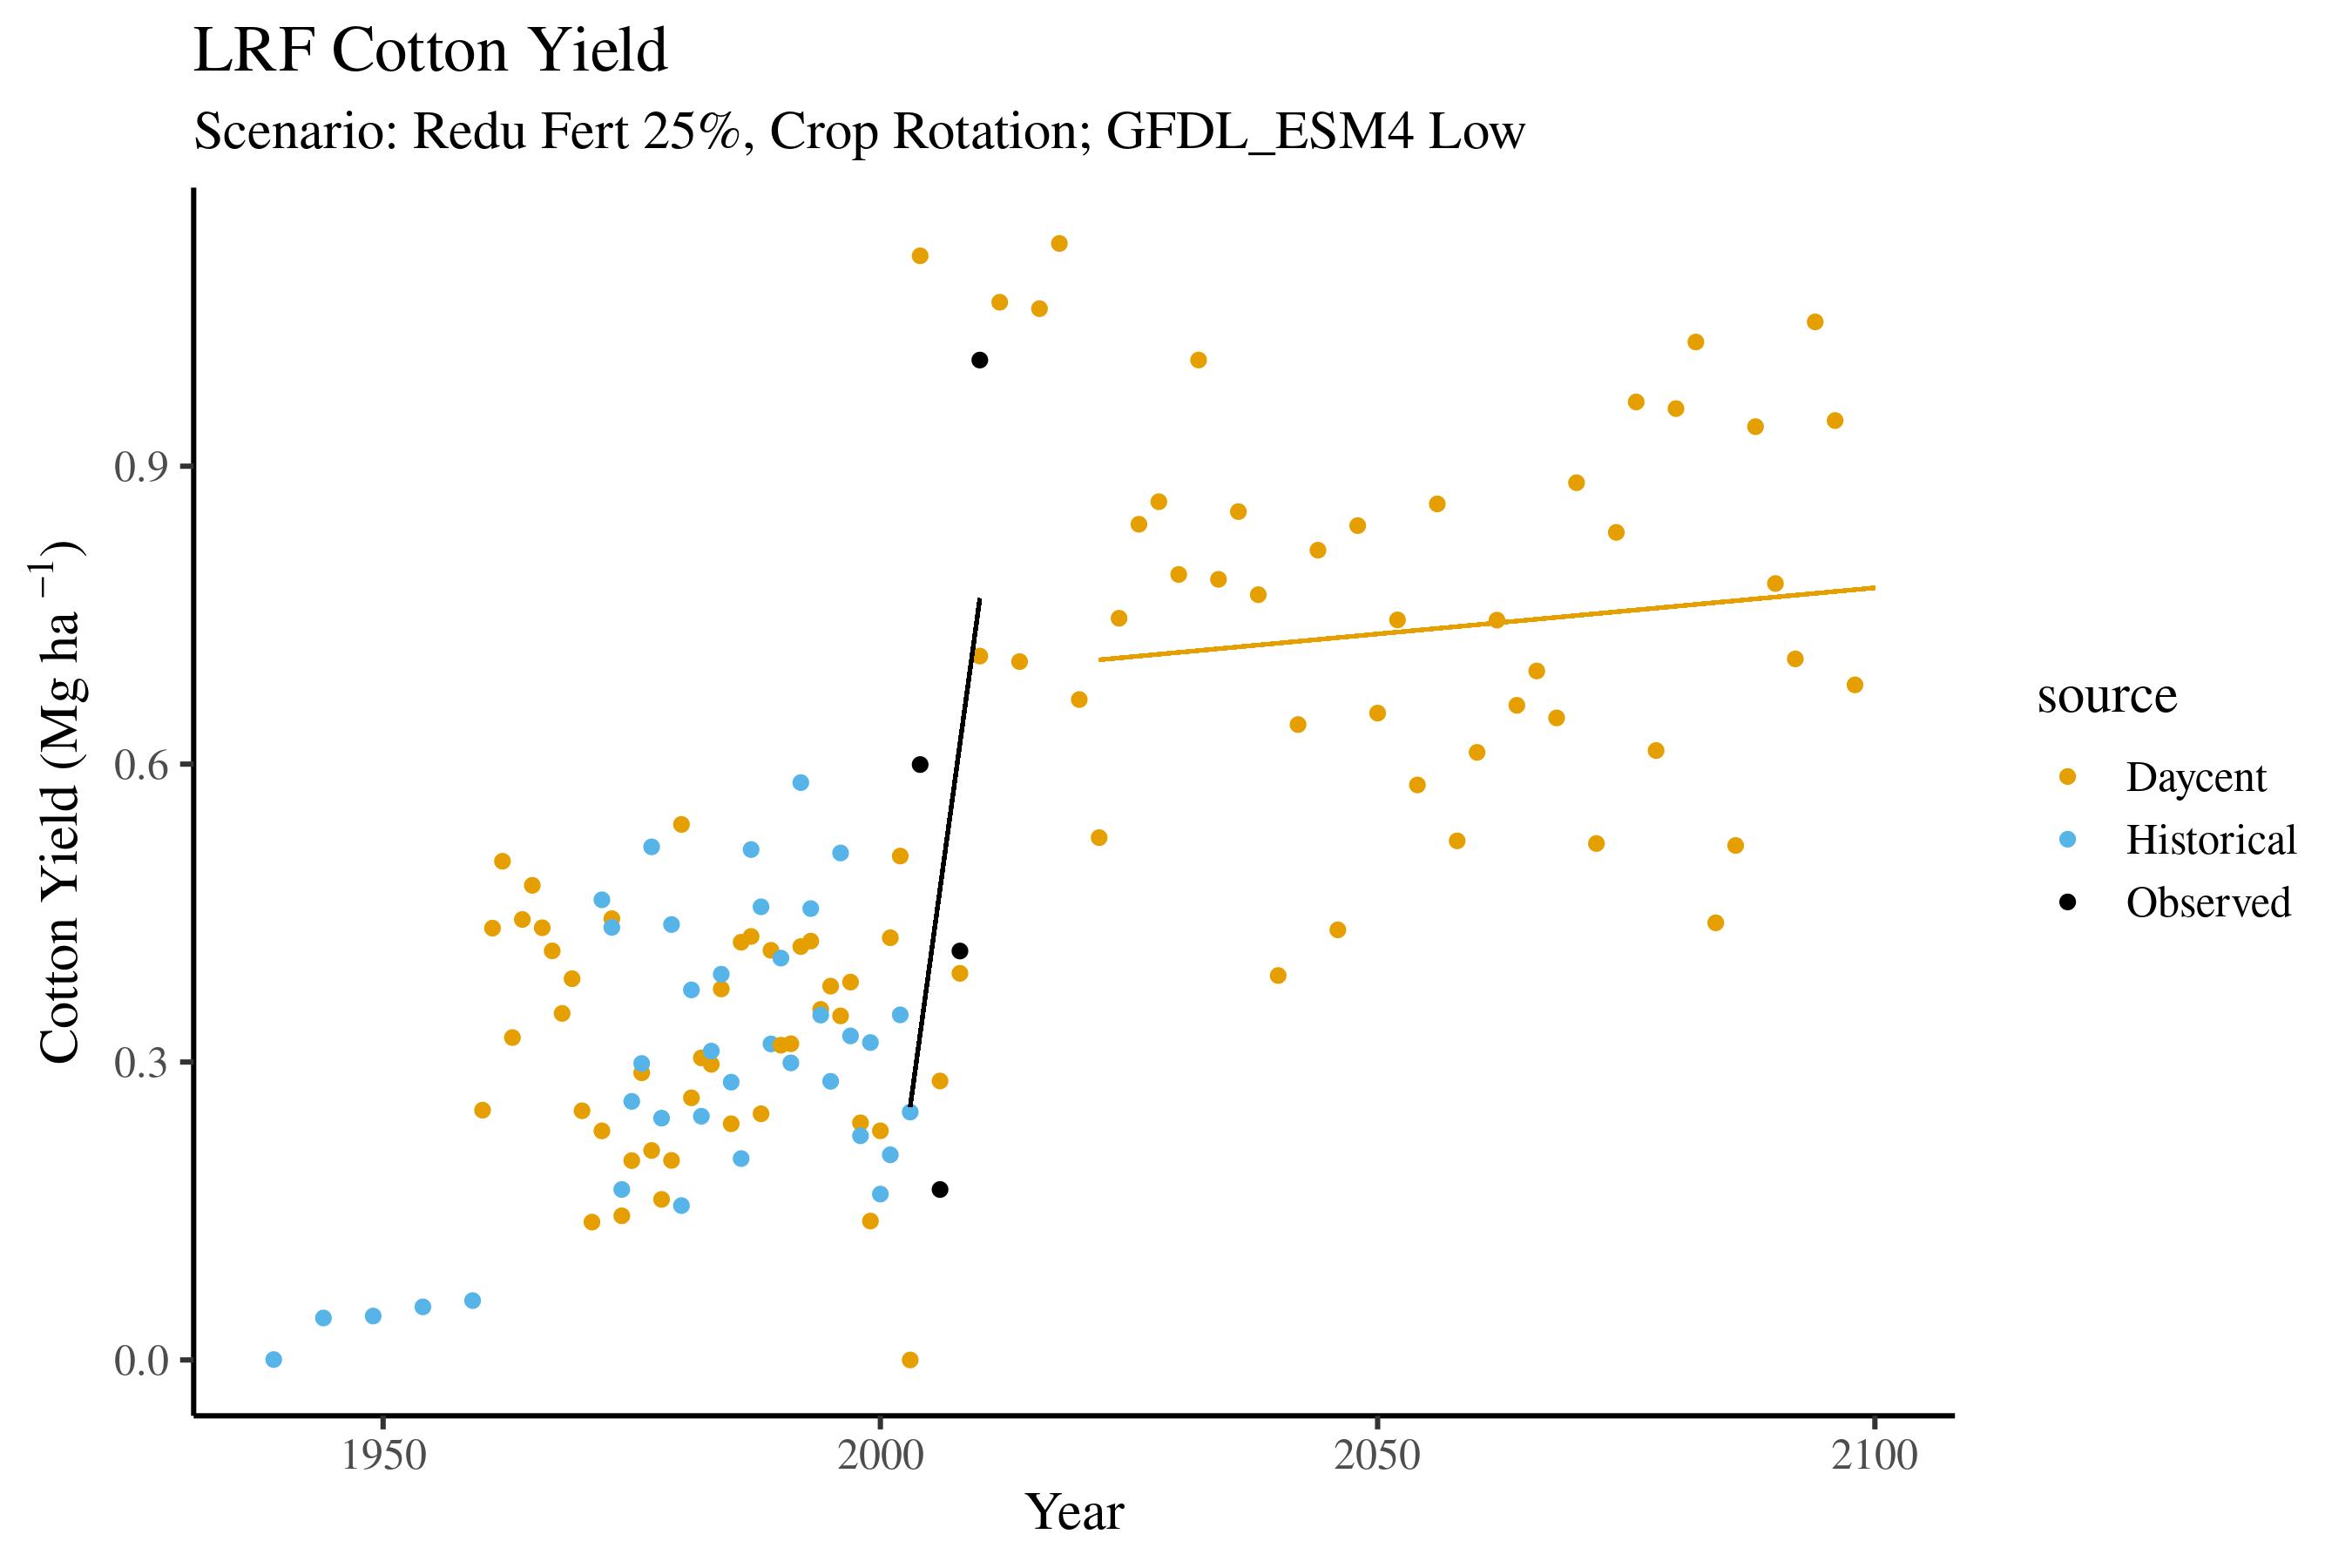 LRF Cotton Yield
Scenario: Redu Fert 25%, Crop Rotation; GFDL_ESM4 Low
Cotton Yield (Mg ha⁻¹)
0.9
0.6
0.3
0.0
1950 2000 2050 2100
Year
source
Daycent
Historical
Observed